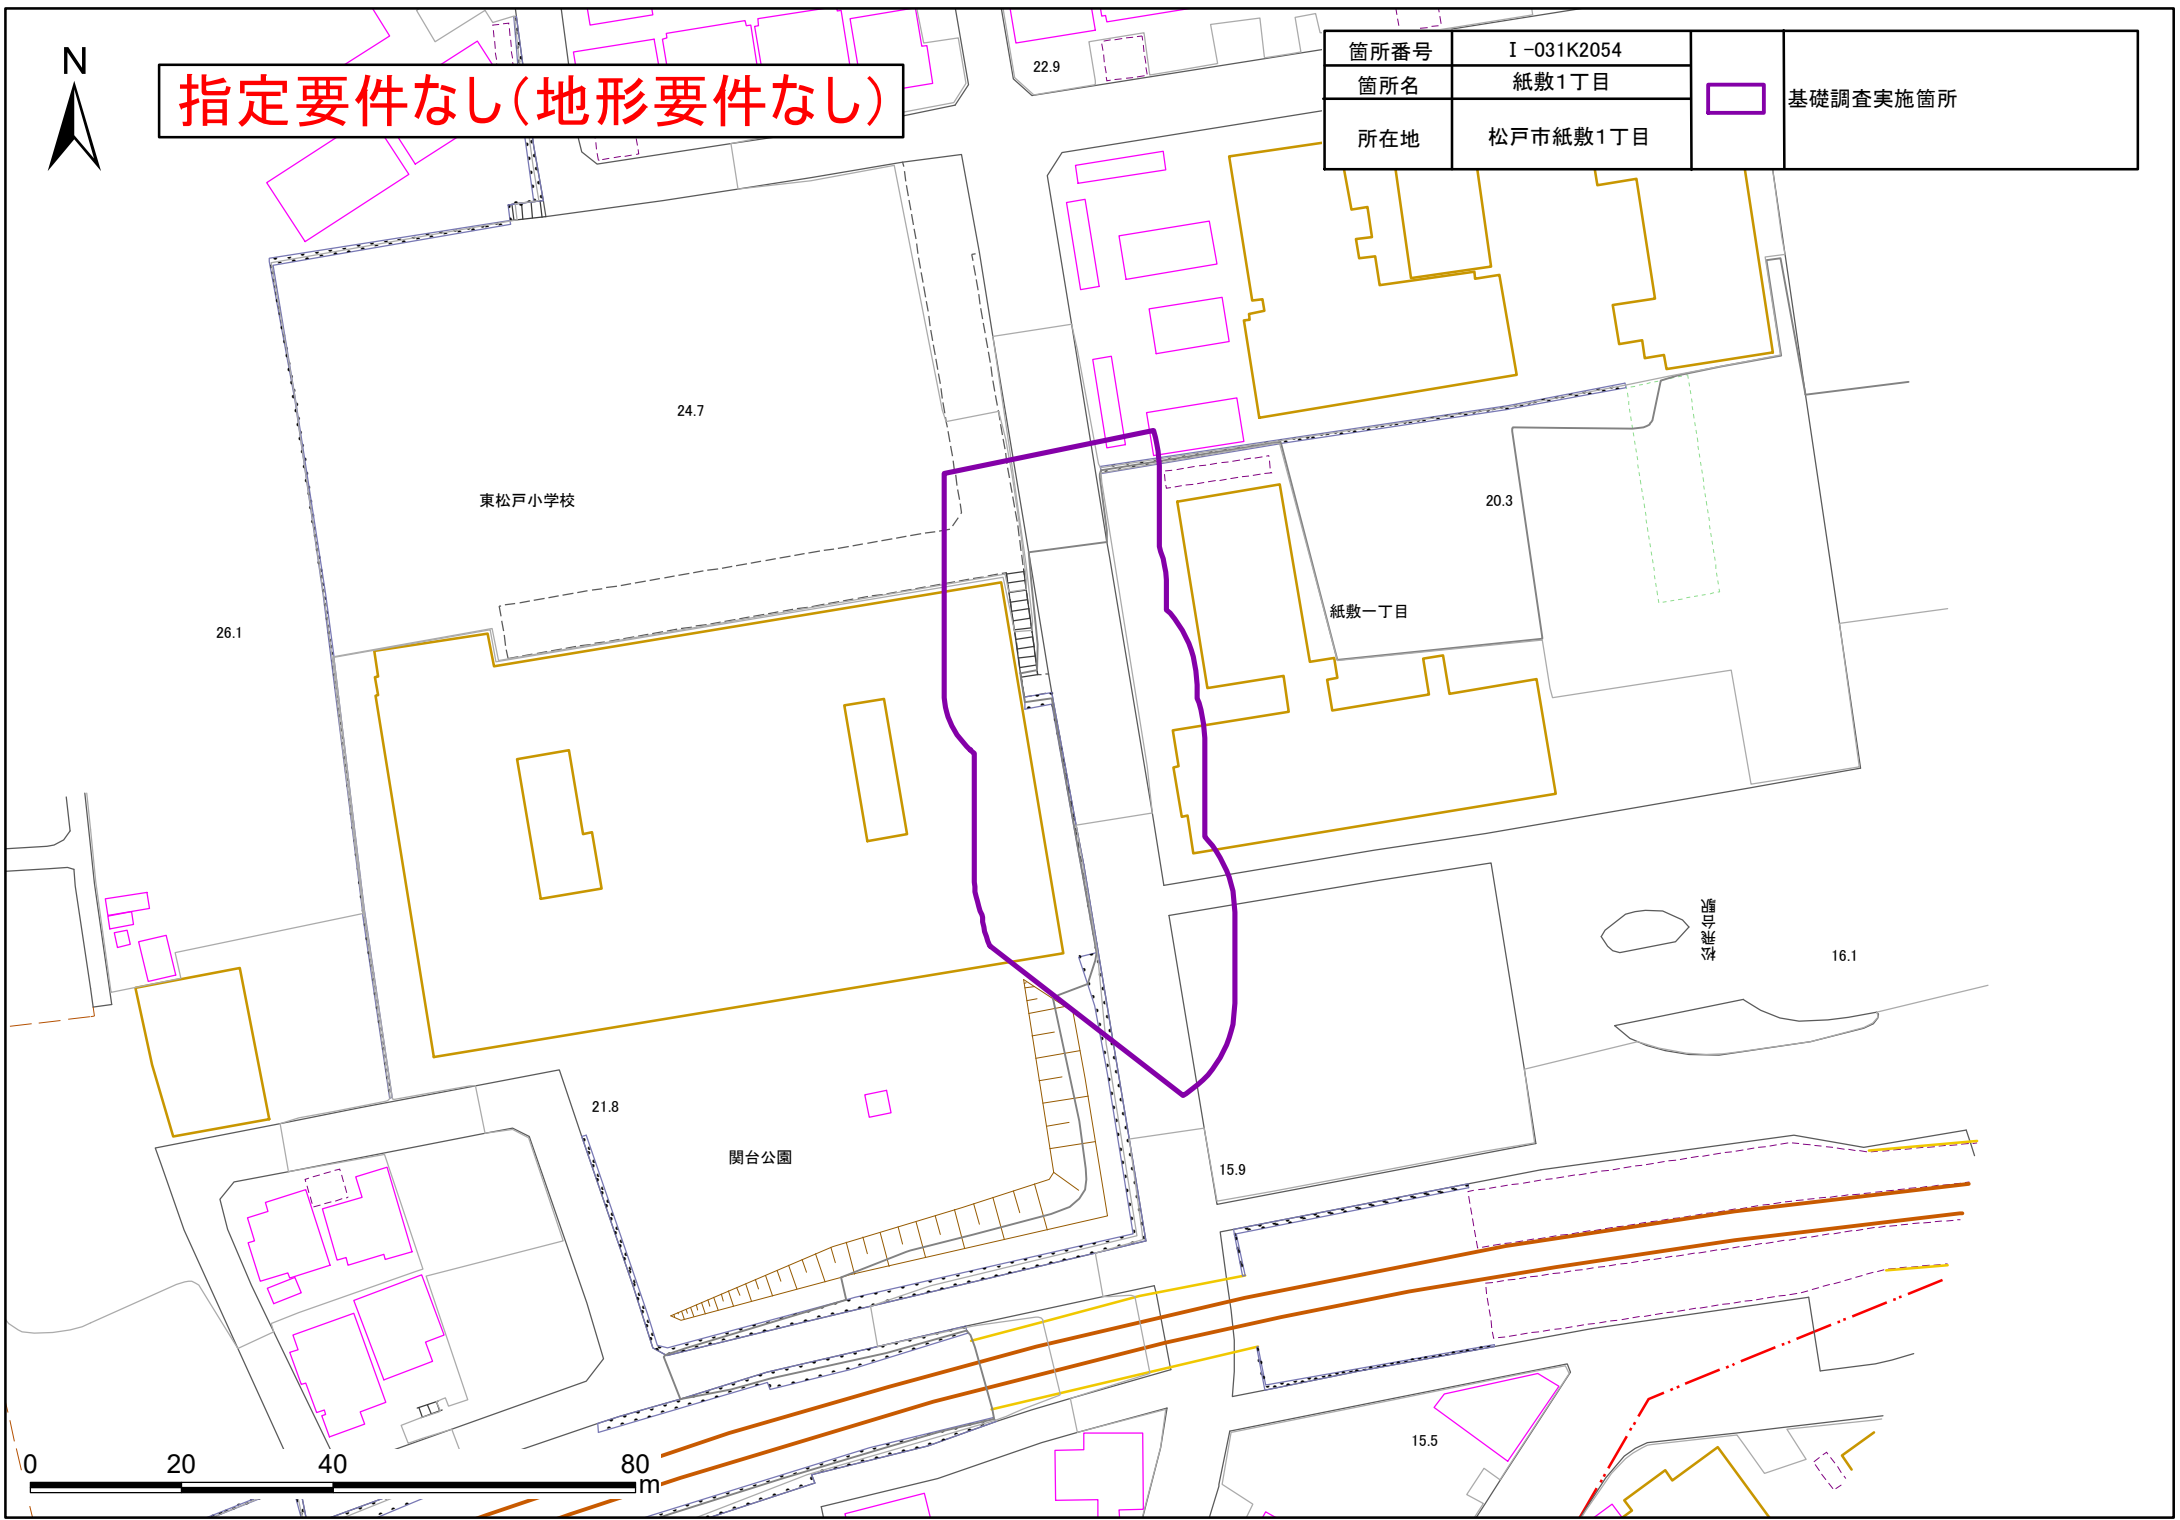 N
指定要件なし（地形要件なし）
箇所番号 Ⅰ-031K2054
箇所名 紙敷1丁目
所在地 松戸市紙敷1丁目
基礎調査実施箇所
22.9
24.7
東松戸小学校
20.3
紙敷一丁目
26.1
松飛台駅
16.1
21.8
関台公園
15.9
15.5
0 20 40 80
m